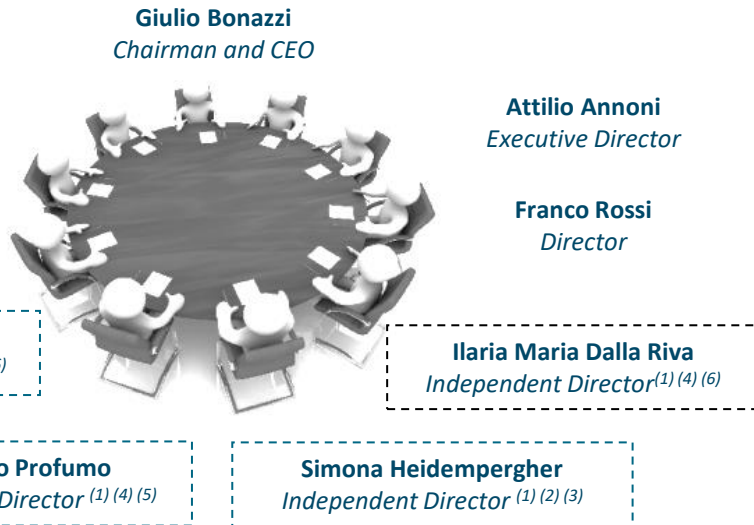 Giulio Bonazzi
Chairman and CEO
Attilio Annoni
Executive Director
Franco Rossi
Director
Ilaria Maria Dalla Riva
Independent Director (1) (4) (6)
Profumo
Director (1) (4) (5)
Simona Heidempergher
Independent Director (1) (2) (3)